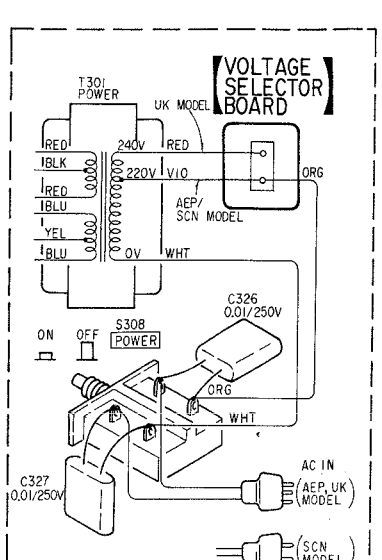 VOLTAGE
SELECTOR
BOARD
T301
POWER
UK MODEL
RED
240V
RED
BLK
220V
VIO
ORG
RED
BLU
AEP/
SCN MODEL
YEL
BLU
0V
WHT
C326
0.01/250V
ON
OFF
S308
POWER
ORG
WHT
C327
0.01/250V
AC IN
(AEP, UK
MODEL)
(SCN
MODEL)